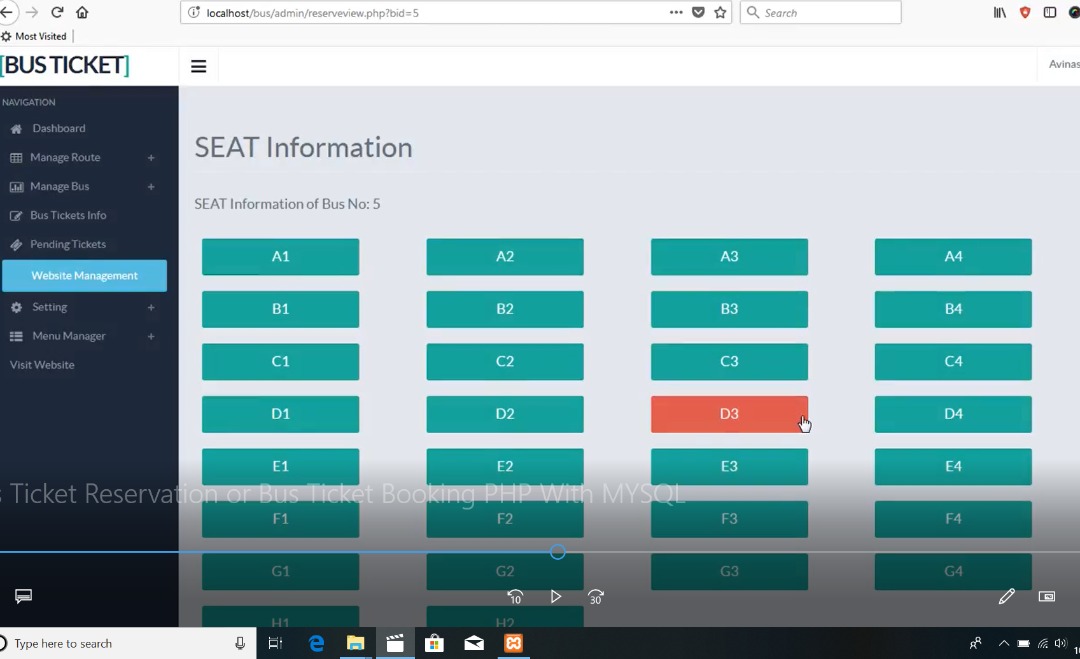 localhost/bus/admin/reserveview.php?bid=5
Search
Most Visited
[BUS TICKET]
Avinas
NAVIGATION
Dashboard
Manage Route +
Manage Bus +
Bus Tickets Info
Pending Tickets
Website Management
Setting +
Menu Manager +
Visit Website
SEAT Information
SEAT Information of Bus No: 5
A1 A2 A3 A4
B1 B2 B3 B4
C1 C2 C3 C4
D1 D2 D3 D4
E1 E2 E3 E4
s Ticket Reservation or Bus Ticket Booking PHP With MYSQL
F1 F2 F3 F4
G1 G2 G3 G4
10 30
H1 H2
Type here to search